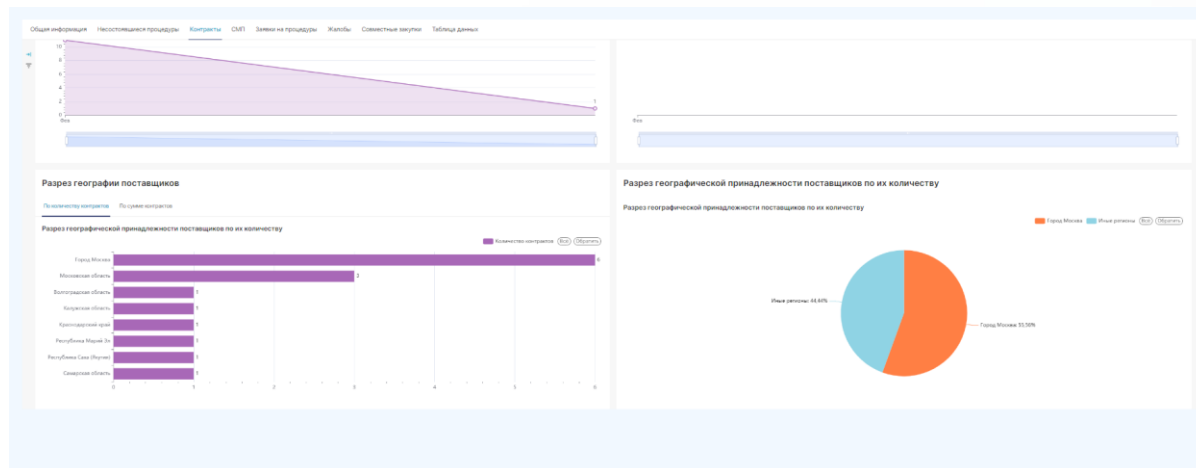 Общая информация Несостоявшиеся процедуры Контракты СМП Заявки на процедуры Жалобы Совместные закупки Таблица данных
10
8
6
4
2
0
1
Фев
Фев
Разрез географии поставщиков
По количеству контрактов По сумме контрактов
Разрез географической принадлежности поставщиков по их количеству
Количество контрактов Всё Обратить
Город Москва 6
Московская область 3
Волгоградская область 1
Калужская область 1
Краснодарский край 1
Республика Марий Эл 1
Республика Саха (Якутия) 1
Самарская область 1
0 1 2 3 4 5 6
Разрез географической принадлежности поставщиков по их количеству
Разрез географической принадлежности поставщиков по их количеству
Город Москва Иные регионы Всё Обратить
Иные регионы: 44,44%
Город Москва: 55,56%